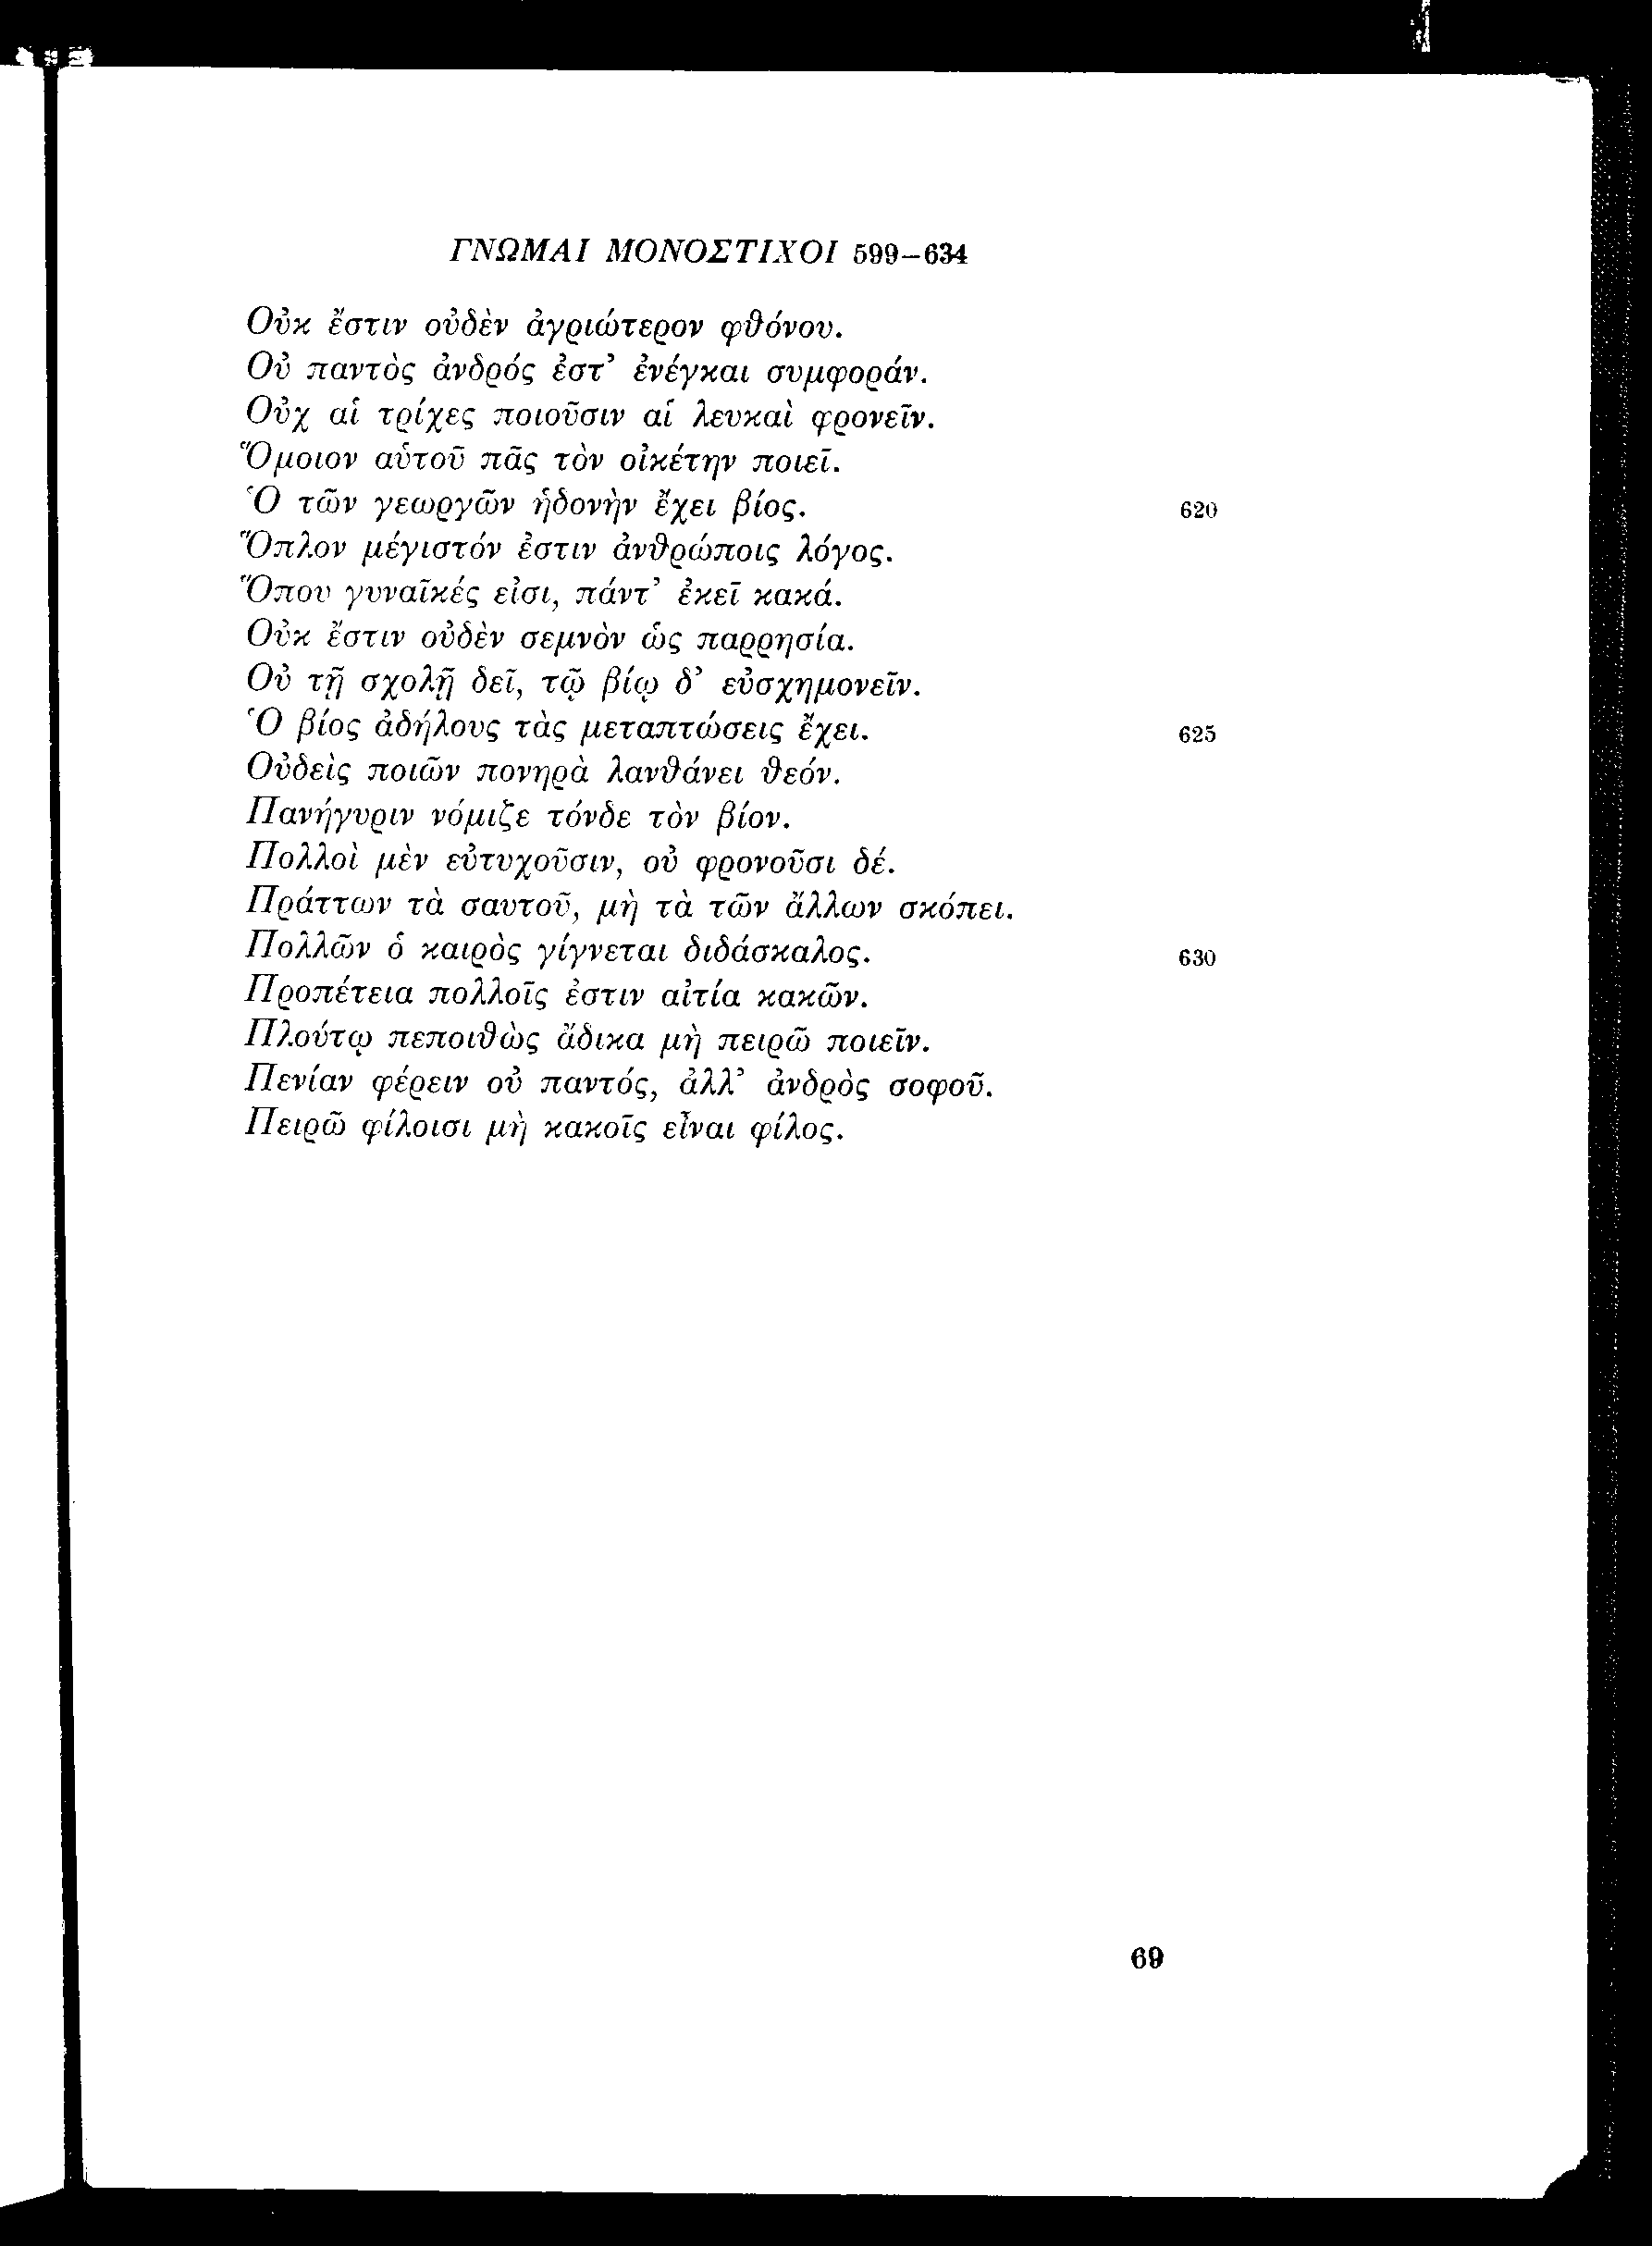 ΓΝΩΜΑΙ ΜΟΝΟΣΤΙΧΟΙ 599–634
Οὐκ ἔστιν οὐδὲν ἀγριώτερον φθόνου.
Οὐ παντὸς ἀνδρός ἐστ’ ἐνέγκαι συμφοράν.
Οὐχ αἱ τρίχες ποιοῦσιν αἱ λευκαὶ φρονεῖν.
Ὅμοιον αὑτοῦ πᾶς τὸν οἰκέτην ποιεῖ.
Ὁ τῶν γεωργῶν ἡδονὴν ἔχει βίος. 620
Ὅπλον μέγιστόν ἐστιν ἀνθρώποις λόγος.
Ὅπου γυναῖκές εἰσι, πάντ’ ἐκεῖ κακά.
Οὐκ ἔστιν οὐδὲν σεμνὸν ὡς παρρησία.
Οὐ τῇ σχολῇ δεῖ, τῷ βίῳ δ’ εὐσχημονεῖν.
Ὁ βίος ἀδήλους τὰς μεταπτώσεις ἔχει. 625
Οὐδεὶς ποιῶν πονηρὰ λανθάνει θεόν.
Πανήγυριν νόμιζε τόνδε τὸν βίον.
Πολλοὶ μὲν εὐτυχοῦσιν, οὐ φρονοῦσι δέ.
Πράττων τὰ σαυτοῦ, μὴ τὰ τῶν ἄλλων σκόπει.
Πολλῶν ὁ καιρὸς γίγνεται διδάσκαλος. 630
Προπέτεια πολλοῖς ἐστιν αἰτία κακῶν.
Πλούτῳ πεποιθὼς ἄδικα μὴ πειρῶ ποιεῖν.
Πενίαν φέρειν οὐ παντός, ἀλλ’ ἀνδρὸς σοφοῦ.
Πειρῶ φίλοισι μὴ κακοῖς εἶναι φίλος.
69